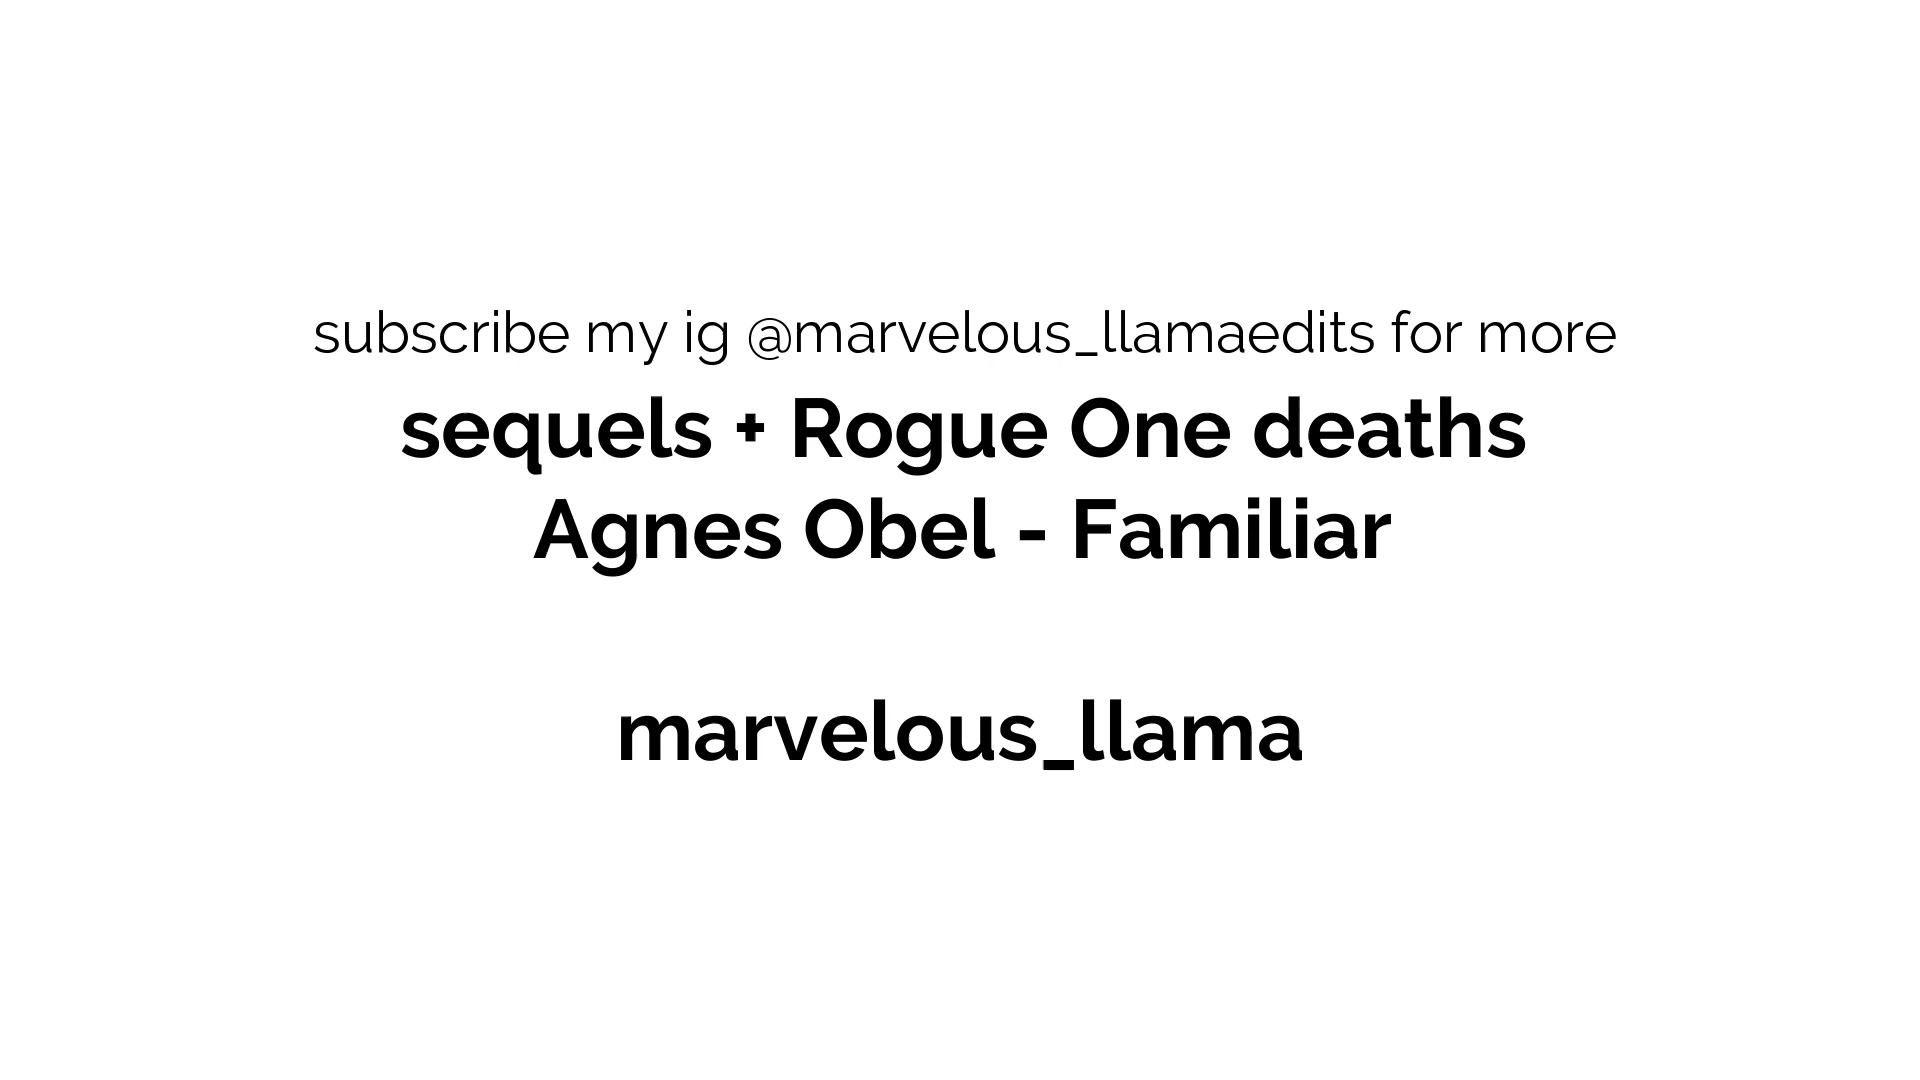 subscribe my ig @marvelous_llamaedits for more
sequels + Rogue One deaths
Agnes Obel - Familiar
marvelous_llama